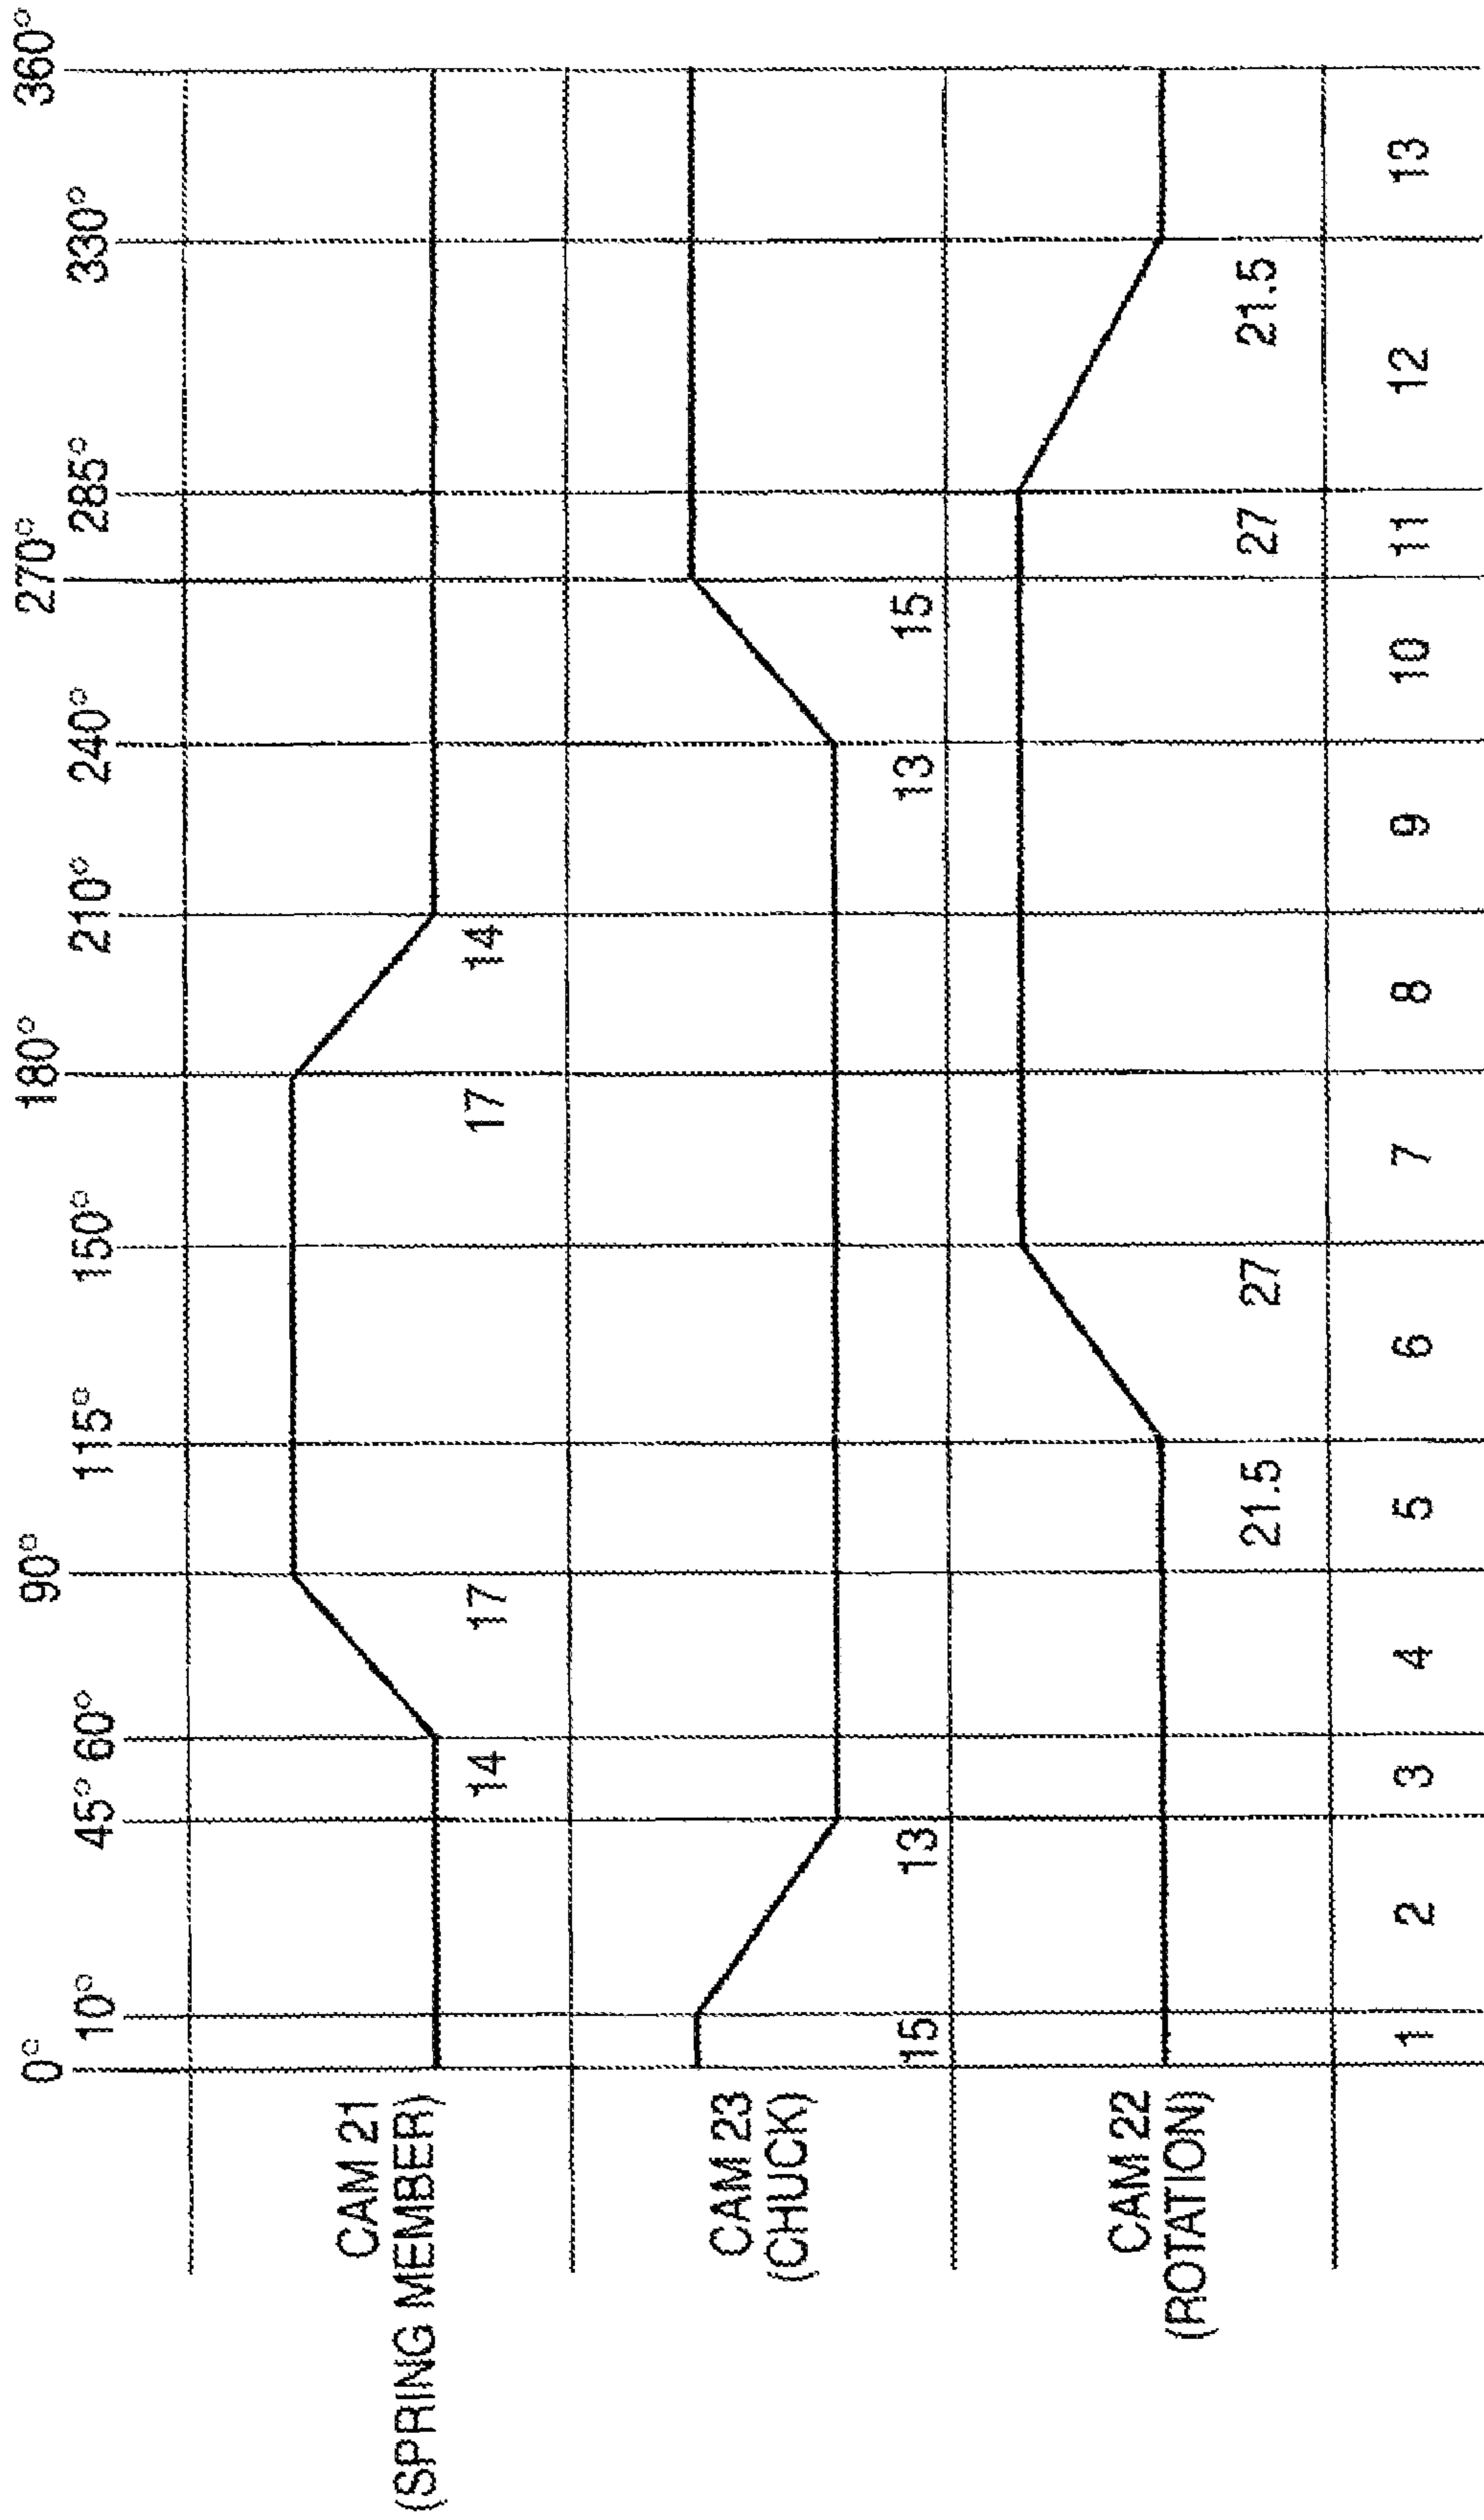 0° 90° 180° 270° 360°
10° 45° 60° 115° 150° 210° 240° 285° 330°
CAM 21
(SPRING MEMBER)
14 17 17 14
CAM 23
(CHUCK)
15 13 13 15
CAM 22
(ROTATION)
21.5 27 27 21.5
1 2 3 4 5 6 7 8 9 10 11 12 13